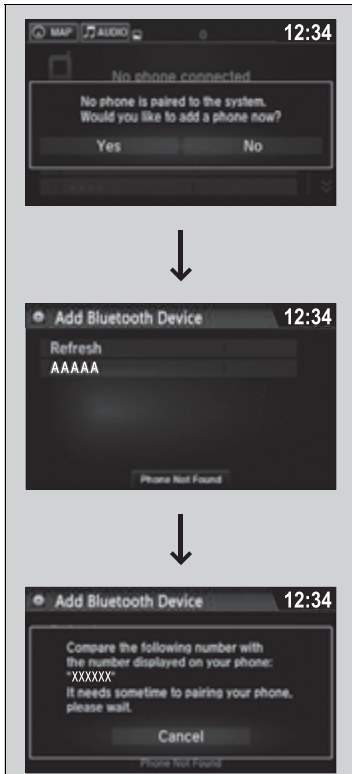 MAP AUDIO 12:34
No phone connected
No phone is paired to the system.
Would you like to add a phone now?
Yes No
Add Bluetooth Device 12:34
Refresh
AAAAA
Phone Not Found
Add Bluetooth Device 12:34
Compare the following number with
the number displayed on your phone:
"XXXXXX"
It needs sometime to pairing your phone,
please wait.
Cancel
Phone Not Found